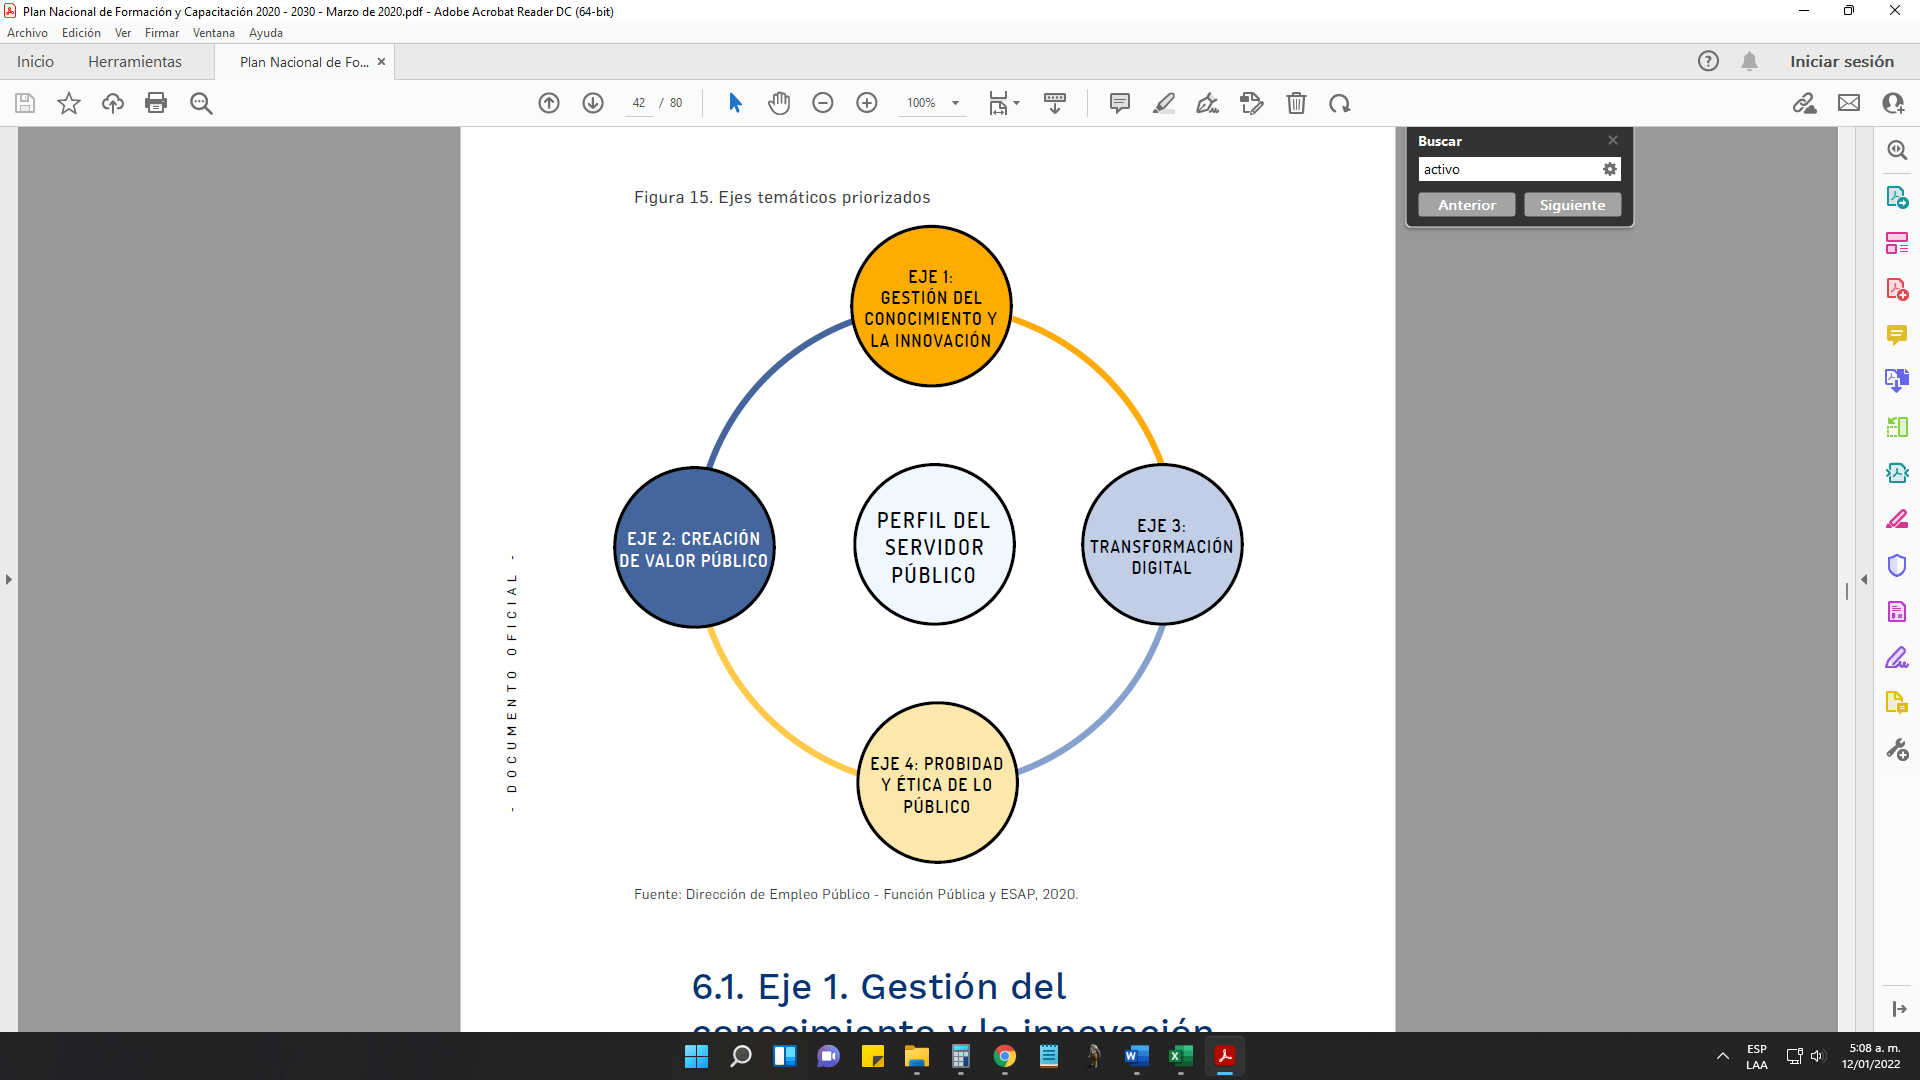 Plan Nacional de Formación y Capacitación 2020 - 2030 - Marzo de 2020.pdf - Adobe Acrobat Reader DC (64-bit)
Archivo Edición Ver Firmar Ventana Ayuda
Inicio Herramientas Plan Nacional de Fo... Iniciar sesión
42 / 80 100%
Buscar
activo
Anterior Siguiente
Figura 15. Ejes temáticos priorizados
EJE 1:
GESTIÓN DEL
CONOCIMIENTO Y
LA INNOVACIÓN
EJE 2: CREACIÓN
DE VALOR PÚBLICO
PERFIL DEL
SERVIDOR
PÚBLICO
EJE 3:
TRANSFORMACIÓN
DIGITAL
EJE 4: PROBIDAD
Y ÉTICA DE LO
PÚBLICO
- DOCUMENTO OFICIAL -
Fuente: Dirección de Empleo Público - Función Pública y ESAP, 2020.
6.1. Eje 1. Gestión del
conocimiento y la innovación
ESP
LAA
5:08 a. m.
12/01/2022